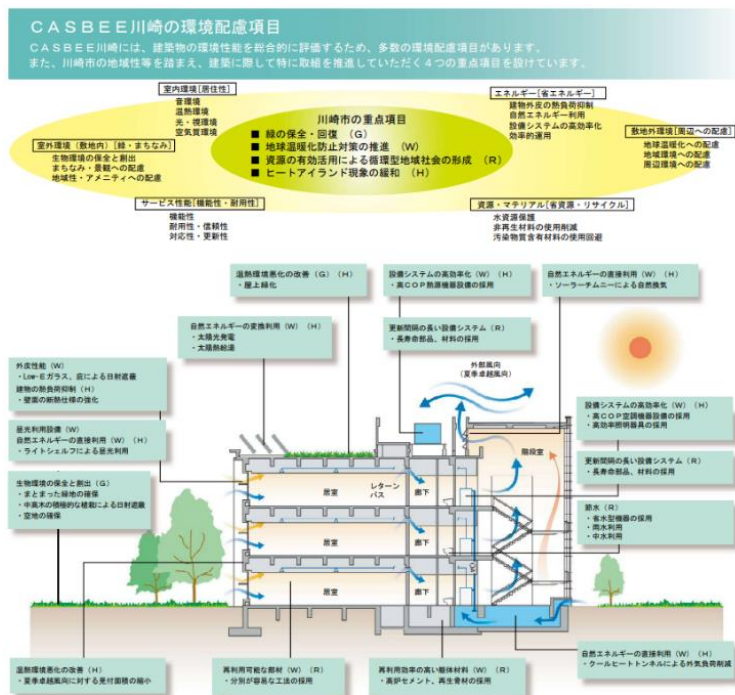 CASBEE川崎の環境配慮項目
CASBEE川崎には、建築物の環境性能を総合的に評価するため、多数の環境配慮項目があります。
また、川崎市の地域性等を踏まえ、建築に際して特に取組を推進していただく4つの重点項目を設けています。
室内環境[居住性]
音環境
温熱環境
光・視環境
空気質環境
エネルギー[省エネルギー]
建物外皮の熱負荷抑制
自然エネルギー利用
設備システムの高効率化
効率的運用
川崎市の重点項目
■ 緑の保全・回復 (G)
■ 地球温暖化防止対策の推進 (W)
■ 資源の有効活用による循環型地域社会の形成 (R)
■ ヒートアイランド現象の緩和 (H)
室外環境(敷地内)[緑・まちなみ]
生物環境の保全と創出
まちなみ・景観への配慮
地域性・アメニティへの配慮
敷地外環境[周辺への配慮]
地球温暖化への配慮
地域環境への配慮
周辺環境への配慮
サービス性能[機能性・耐用性]
機能性
耐用性・信頼性
対応性・更新性
資源・マテリアル[省資源・リサイクル]
水資源保護
非再生材料の使用削減
汚染物質含有材料の使用回避
温熱環境悪化の改善(G)(H)
・屋上緑化
設備システムの高効率化(W)(H)
・高COP熱源機器設備の採用
自然エネルギーの直接利用(W)(H)
・ソーラーチムニーによる自然換気
自然エネルギーの変換利用(W)(H)
・太陽光発電
・太陽熱給湯
更新間隔の長い設備システム(R)
・長寿命部品、材料の採用
外部風向
(夏季卓越風向)
外皮性能(W)
・Low-Eガラス、庇による日射遮蔽
建物の熱負荷抑制(H)
・壁面の断熱仕様の強化
設備システムの高効率化(W)(H)
・高COP空調機器設備の採用
・高効率照明器具の採用
昼光利用設備(W)
自然エネルギーの直接利用(W)(H)
・ライトシェルフによる昼光利用
階段室
更新間隔の長い設備システム(R)
・長寿命部品、材料の採用
生物環境の保全と創出(G)
・まとまった緑地の確保
・中高木の積極的な植栽による日射遮蔽
・空地の確保
居室
レターン
パス
廊下
節水(R)
・省水型機器の採用
・雨水利用
・中水利用
居室
廊下
居室
廊下
温熱環境悪化の改善(H)
・夏季卓越風向に対する見付面積の縮小
再利用可能な部材(W)(R)
・分別が容易な工法の採用
再利用効率の高い躯体材料(W)(R)
・高炉セメント、再生骨材の採用
自然エネルギーの直接利用(W)(H)
・クールヒートトンネルによる外気負荷削減